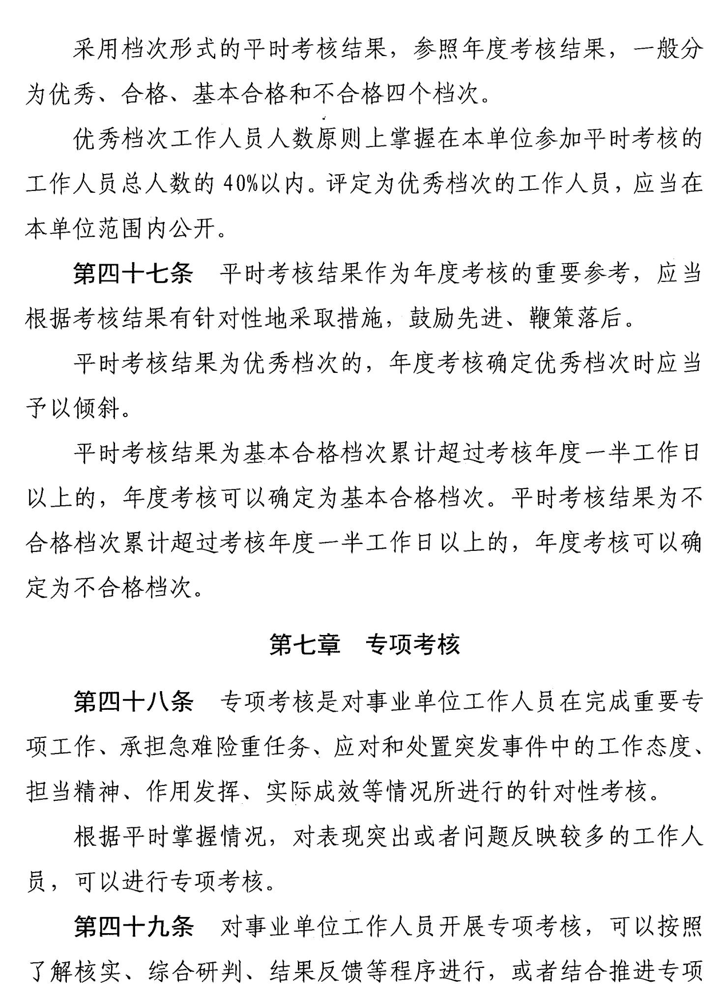 采用档次形式的平时考核结果，参照年度考核结果，一般分
为优秀、合格、基本合格和不合格四个档次。
优秀档次工作人员人数原则上掌握在本单位参加平时考核的
工作人员总人数的 40%以内。评定为优秀档次的工作人员，应当在
本单位范围内公开。
第四十七条　平时考核结果作为年度考核的重要参考，应当
根据考核结果有针对性地采取措施，鼓励先进、鞭策落后。
平时考核结果为优秀档次的，年度考核确定优秀档次时应当
予以倾斜。
平时考核结果为基本合格档次累计超过考核年度一半工作日
以上的，年度考核可以确定为基本合格档次。平时考核结果为不
合格档次累计超过考核年度一半工作日以上的，年度考核可以确
定为不合格档次。
第七章　专项考核
第四十八条　专项考核是对事业单位工作人员在完成重要专
项工作、承担急难险重任务、应对和处置突发事件中的工作态度、
担当精神、作用发挥、实际成效等情况所进行的针对性考核。
根据平时掌握情况，对表现突出或者问题反映较多的工作人
员，可以进行专项考核。
第四十九条　对事业单位工作人员开展专项考核，可以按照
了解核实、综合研判、结果反馈等程序进行，或者结合推进专项